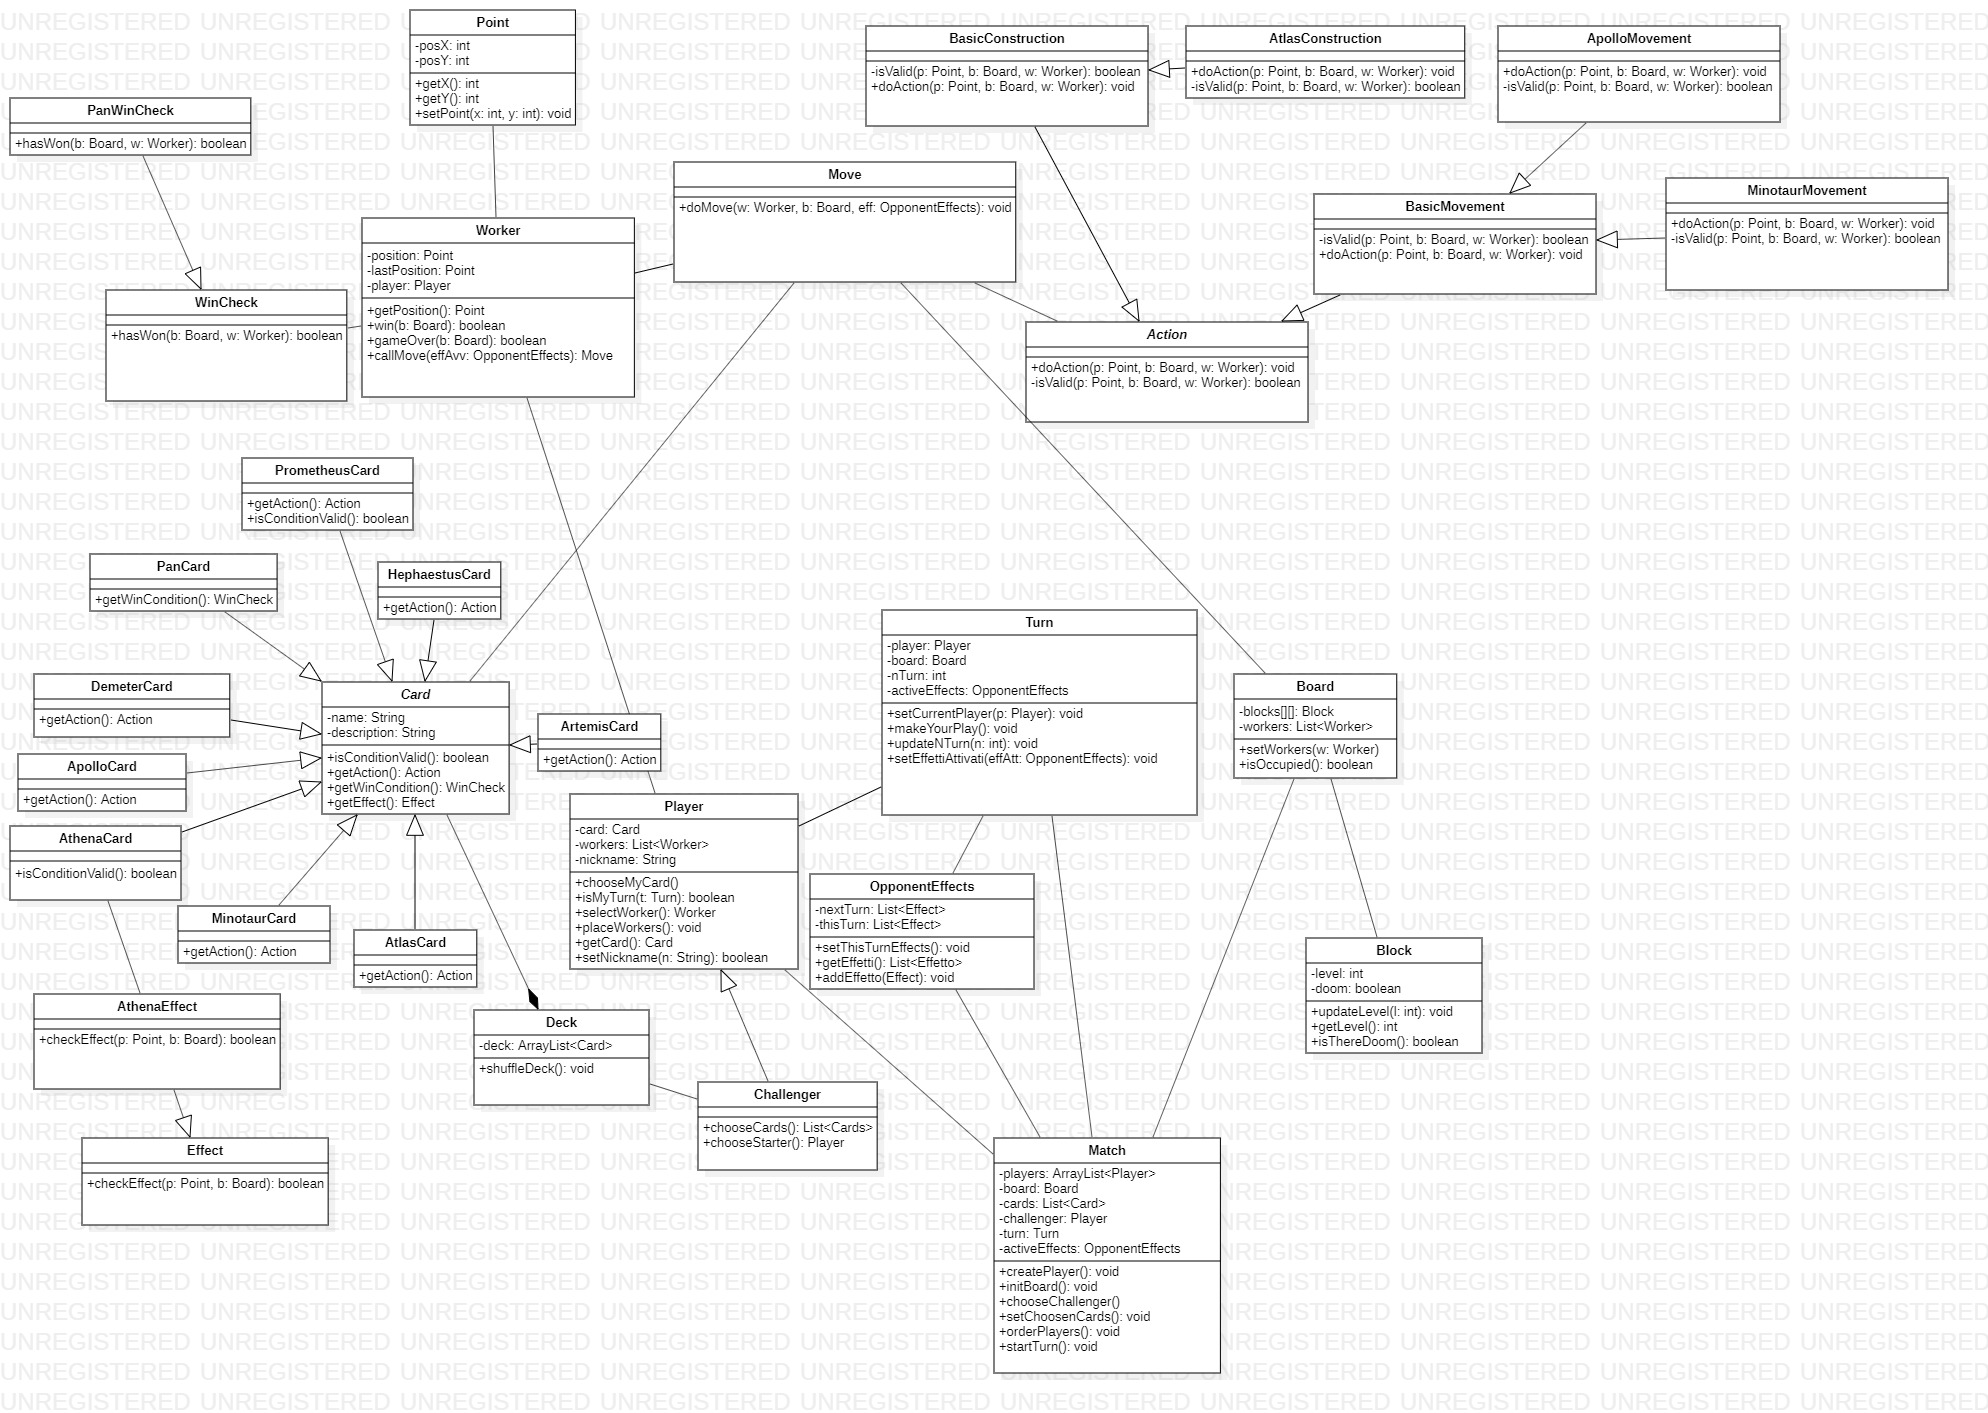 Point
-posX: int
-posY: int
+getX(): int
+getY(): int
+setPoint(x: int, y: int): void
BasicConstruction
-isValid(p: Point, b: Board, w: Worker): boolean
+doAction(p: Point, b: Board, w: Worker): void
AtlasConstruction
+doAction(p: Point, b: Board, w: Worker): void
-isValid(p: Point, b: Board, w: Worker): boolean
ApolloMovement
+doAction(p: Point, b: Board, w: Worker): void
-isValid(p: Point, b: Board, w: Worker): boolean
PanWinCheck
+hasWon(b: Board, w: Worker): boolean
Move
+doMove(w: Worker, b: Board, eff: OpponentEffects): void
BasicMovement
-isValid(p: Point, b: Board, w: Worker): boolean
+doAction(p: Point, b: Board, w: Worker): void
MinotaurMovement
+doAction(p: Point, b: Board, w: Worker): void
-isValid(p: Point, b: Board, w: Worker): boolean
Worker
-position: Point
-lastPosition: Point
-player: Player
+getPosition(): Point
+win(b: Board): boolean
+gameOver(b: Board): boolean
+callMove(effAvv: OpponentEffects): Move
WinCheck
+hasWon(b: Board, w: Worker): boolean
Action
+doAction(p: Point, b: Board, w: Worker): void
-isValid(p: Point, b: Board, w: Worker): boolean
PrometheusCard
+getAction(): Action
+isConditionValid(): boolean
PanCard
+getWinCondition(): WinCheck
HephaestusCard
+getAction(): Action
Turn
-player: Player
-board: Board
-nTurn: int
-activeEffects: OpponentEffects
+setCurrentPlayer(p: Player): void
+makeYourPlay(): void
+updateNTurn(n: int): void
+setEffettiAttivati(effAtt: OpponentEffects): void
Board
-blocks[][]: Block
-workers: List<Worker>
+setWorkers(w: Worker)
+isOccupied(): boolean
DemeterCard
+getAction(): Action
Card
-name: String
-description: String
+isConditionValid(): boolean
+getAction(): Action
+getWinCondition(): WinCheck
+getEffect(): Effect
ArtemisCard
+getAction(): Action
ApolloCard
+getAction(): Action
Player
-card: Card
-workers: List<Worker>
-nickname: String
+chooseMyCard()
+isMyTurn(t: Turn): boolean
+selectWorker(): Worker
+placeWorkers(): void
+getCard(): Card
+setNickname(n: String): boolean
AthenaCard
+isConditionValid(): boolean
OpponentEffects
-nextTurn: List<Effect>
-thisTurn: List<Effect>
+setThisTurnEffects(): void
+getEffetti(): List<Effetto>
+addEffetto(Effect): void
MinotaurCard
+getAction(): Action
AtlasCard
+getAction(): Action
Block
-level: int
-doom: boolean
+updateLevel(l: int): void
+getLevel(): int
+isThereDoom(): boolean
AthenaEffect
+checkEffect(p: Point, b: Board): boolean
Deck
-deck: ArrayList<Card>
+shuffleDeck(): void
Challenger
+chooseCards(): List<Cards>
+chooseStarter(): Player
Effect
+checkEffect(p: Point, b: Board): boolean
Match
-players: ArrayList<Player>
-board: Board
-cards: List<Card>
-challenger: Player
-turn: Turn
-activeEffects: OpponentEffects
+createPlayer(): void
+initBoard(): void
+chooseChallenger()
+setChoosenCards(): void
+orderPlayers(): void
+startTurn(): void
UNREGISTERED